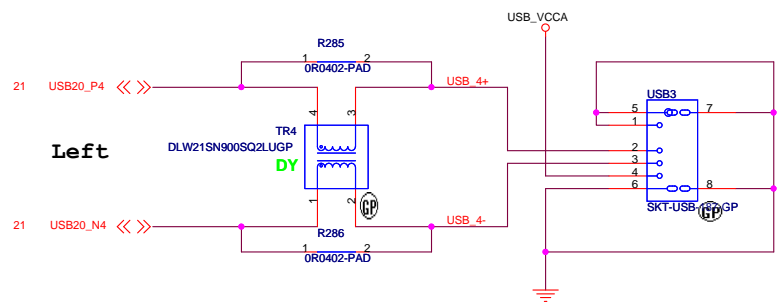 USB_VCCA
R285
1 2
0R0402-PAD
21 USB20_P4
USB_4+
USB3
5 7
1
4 3
TR4
DLW21SN900SQ2LUGP
DY
Left
2
3
4
6 8
SKT-USB-
GP
1 2
GP
21 USB20_N4
USB_4-
R286
1 2
0R0402-PAD